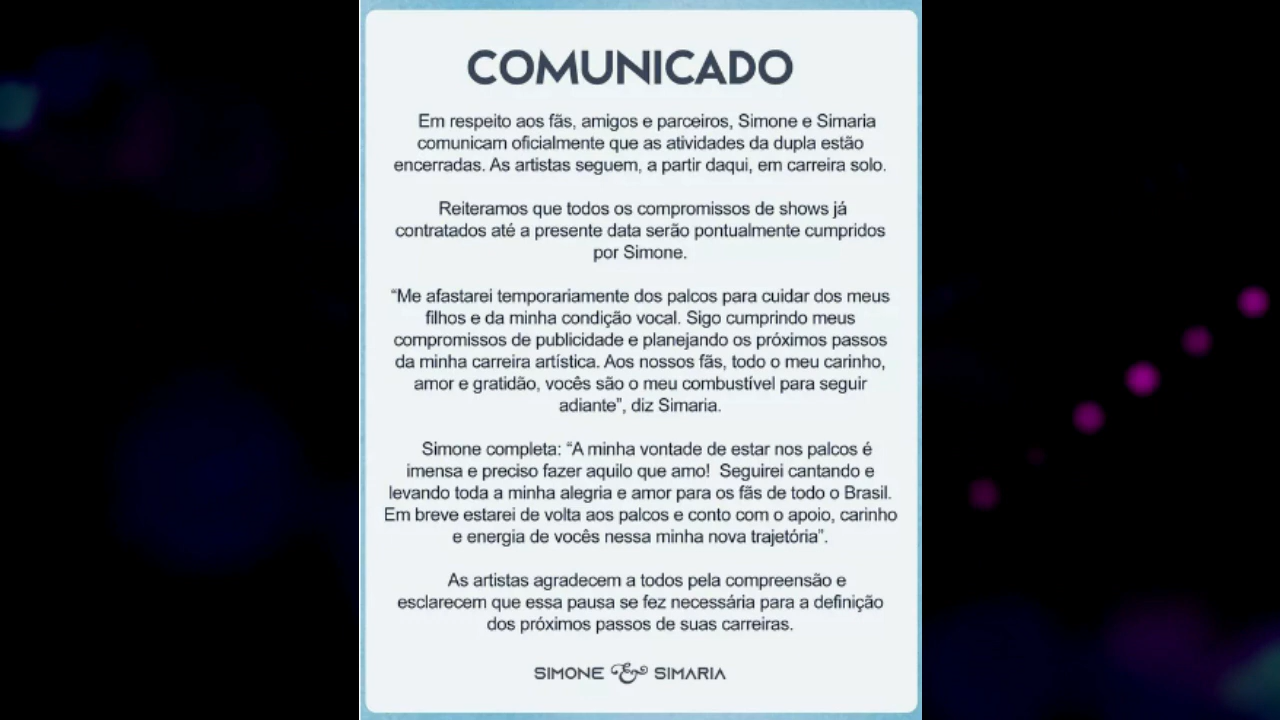 COMUNICADO
Em respeito aos fãs, amigos e parceiros, Simone e Simaria
comunicam oficialmente que as atividades da dupla estão
encerradas. As artistas seguem, a partir daqui, em carreira solo.
Reiteramos que todos os compromissos de shows já
contratados até a presente data serão pontualmente cumpridos
por Simone.
“Me afastarei temporariamente dos palcos para cuidar dos meus
filhos e da minha condição vocal. Sigo cumprindo meus
compromissos de publicidade e planejando os próximos passos
da minha carreira artística. Aos nossos fãs, todo o meu carinho,
amor e gratidão, vocês são o meu combustível para seguir
adiante”, diz Simaria.
Simone completa: “A minha vontade de estar nos palcos é
imensa e preciso fazer aquilo que amo! Seguirei cantando e
levando toda a minha alegria e amor para os fãs de todo o Brasil.
Em breve estarei de volta aos palcos e conto com o apoio, carinho
e energia de vocês nessa minha nova trajetória”.
As artistas agradecem a todos pela compreensão e
esclarecem que essa pausa se fez necessária para a definição
dos próximos passos de suas carreiras.
SIMONE & SIMARIA